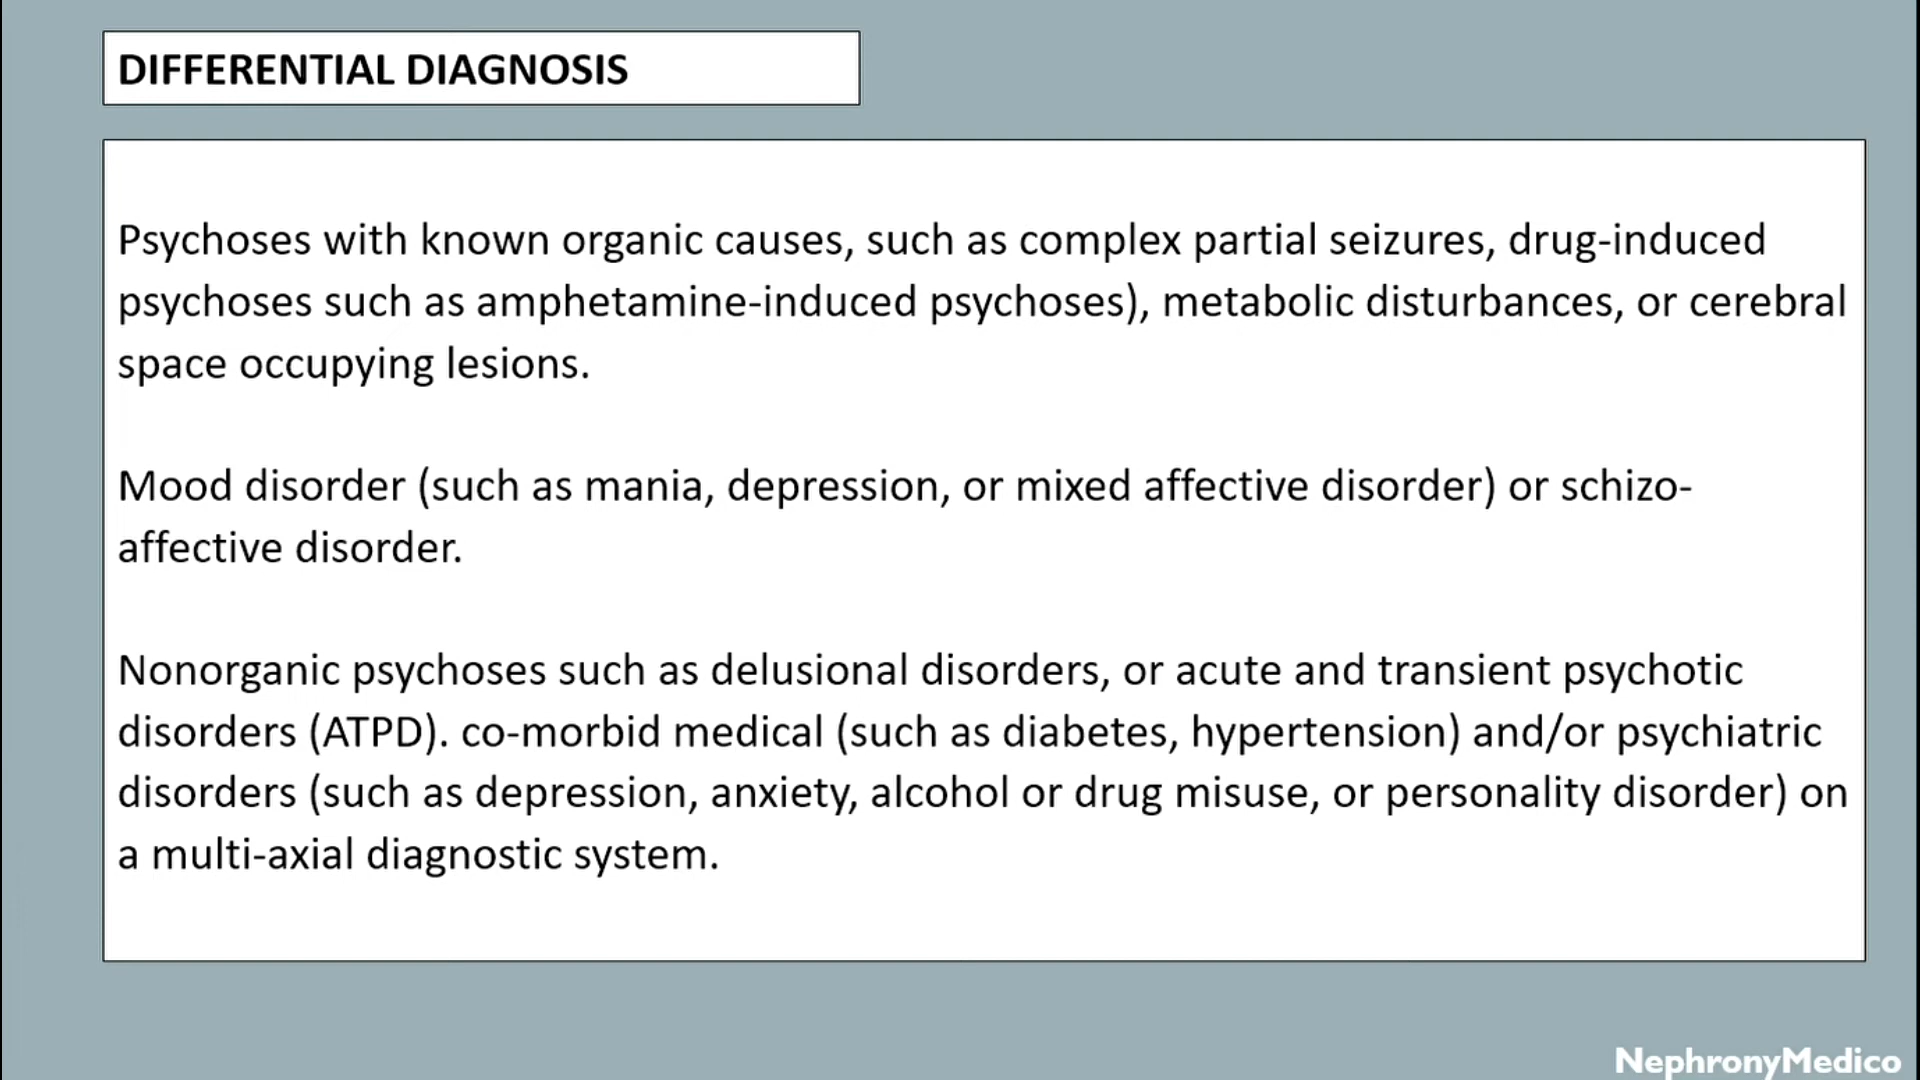 DIFFERENTIAL DIAGNOSIS
Psychoses with known organic causes, such as complex partial seizures, drug-induced
psychoses such as amphetamine-induced psychoses), metabolic disturbances, or cerebral
space occupying lesions.
Mood disorder (such as mania, depression, or mixed affective disorder) or schizo-
affective disorder.
Nonorganic psychoses such as delusional disorders, or acute and transient psychotic
disorders (ATPD). co-morbid medical (such as diabetes, hypertension) and/or psychiatric
disorders (such as depression, anxiety, alcohol or drug misuse, or personality disorder) on
a multi-axial diagnostic system.
NephronyMedico